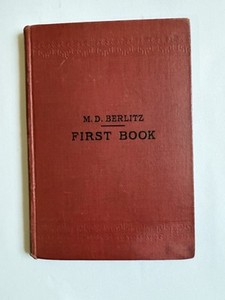 M. D. BERLITZ
FIRST BOOK